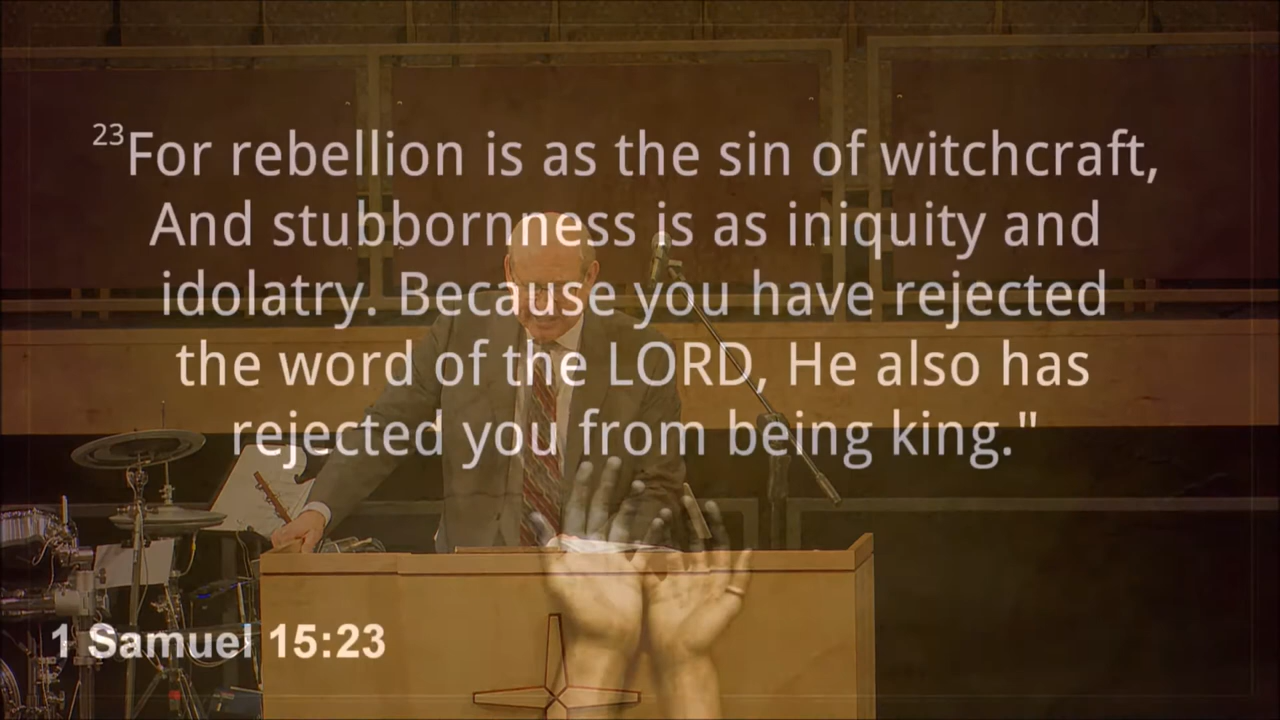 23For rebellion is as the sin of witchcraft,
And stubbornness is as iniquity and
idolatry. Because you have rejected
the word of the LORD, He also has
rejected you from being king."
1 Samuel 15:23